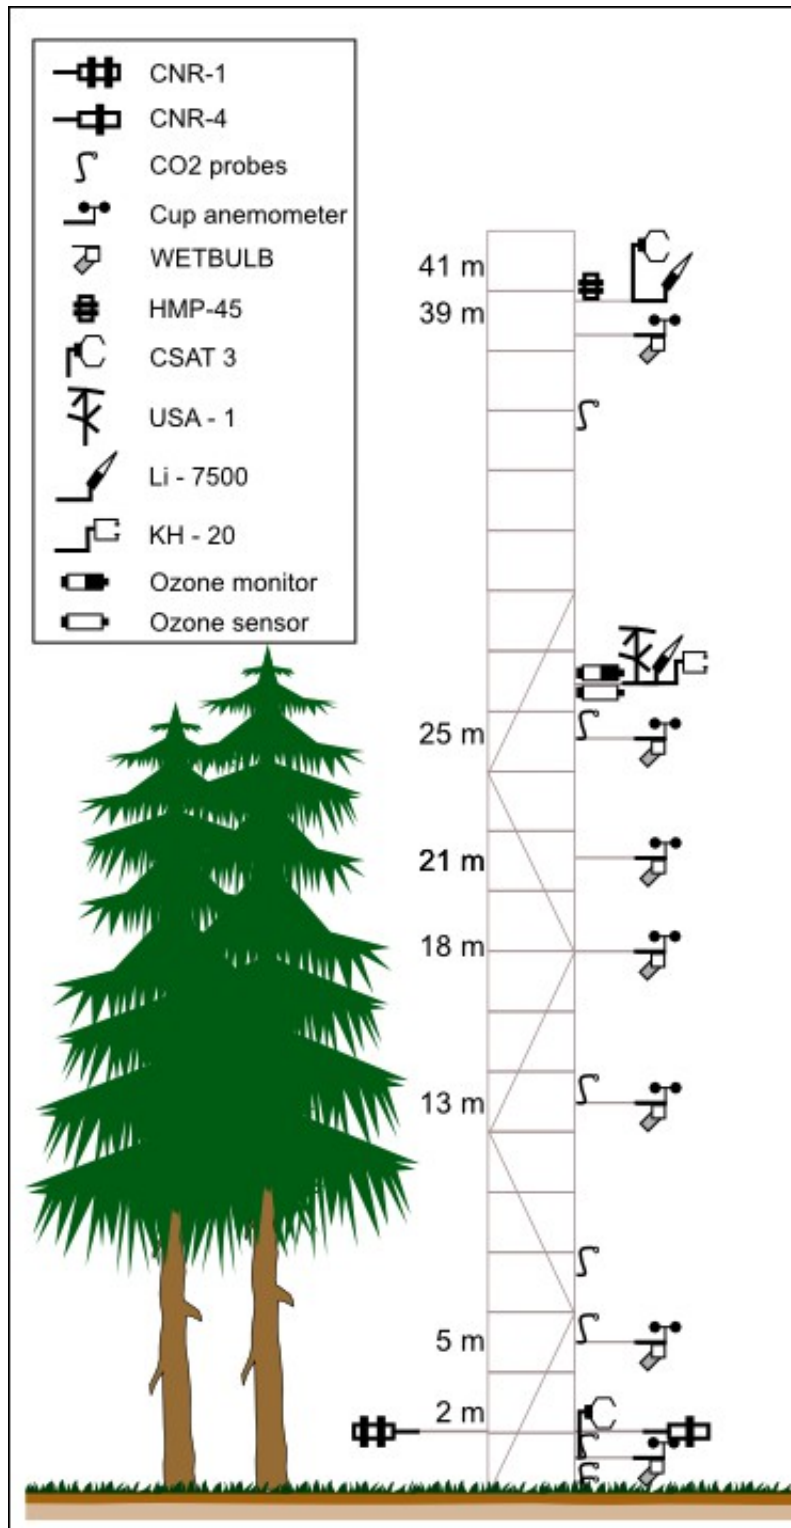 CNR-1
CNR-4
CO2 probes
Cup anemometer
WETBULB
HMP-45
CSAT 3
USA - 1
Li - 7500
KH - 20
Ozone monitor
Ozone sensor
41 m
39 m
25 m
21 m
18 m
13 m
5 m
2 m